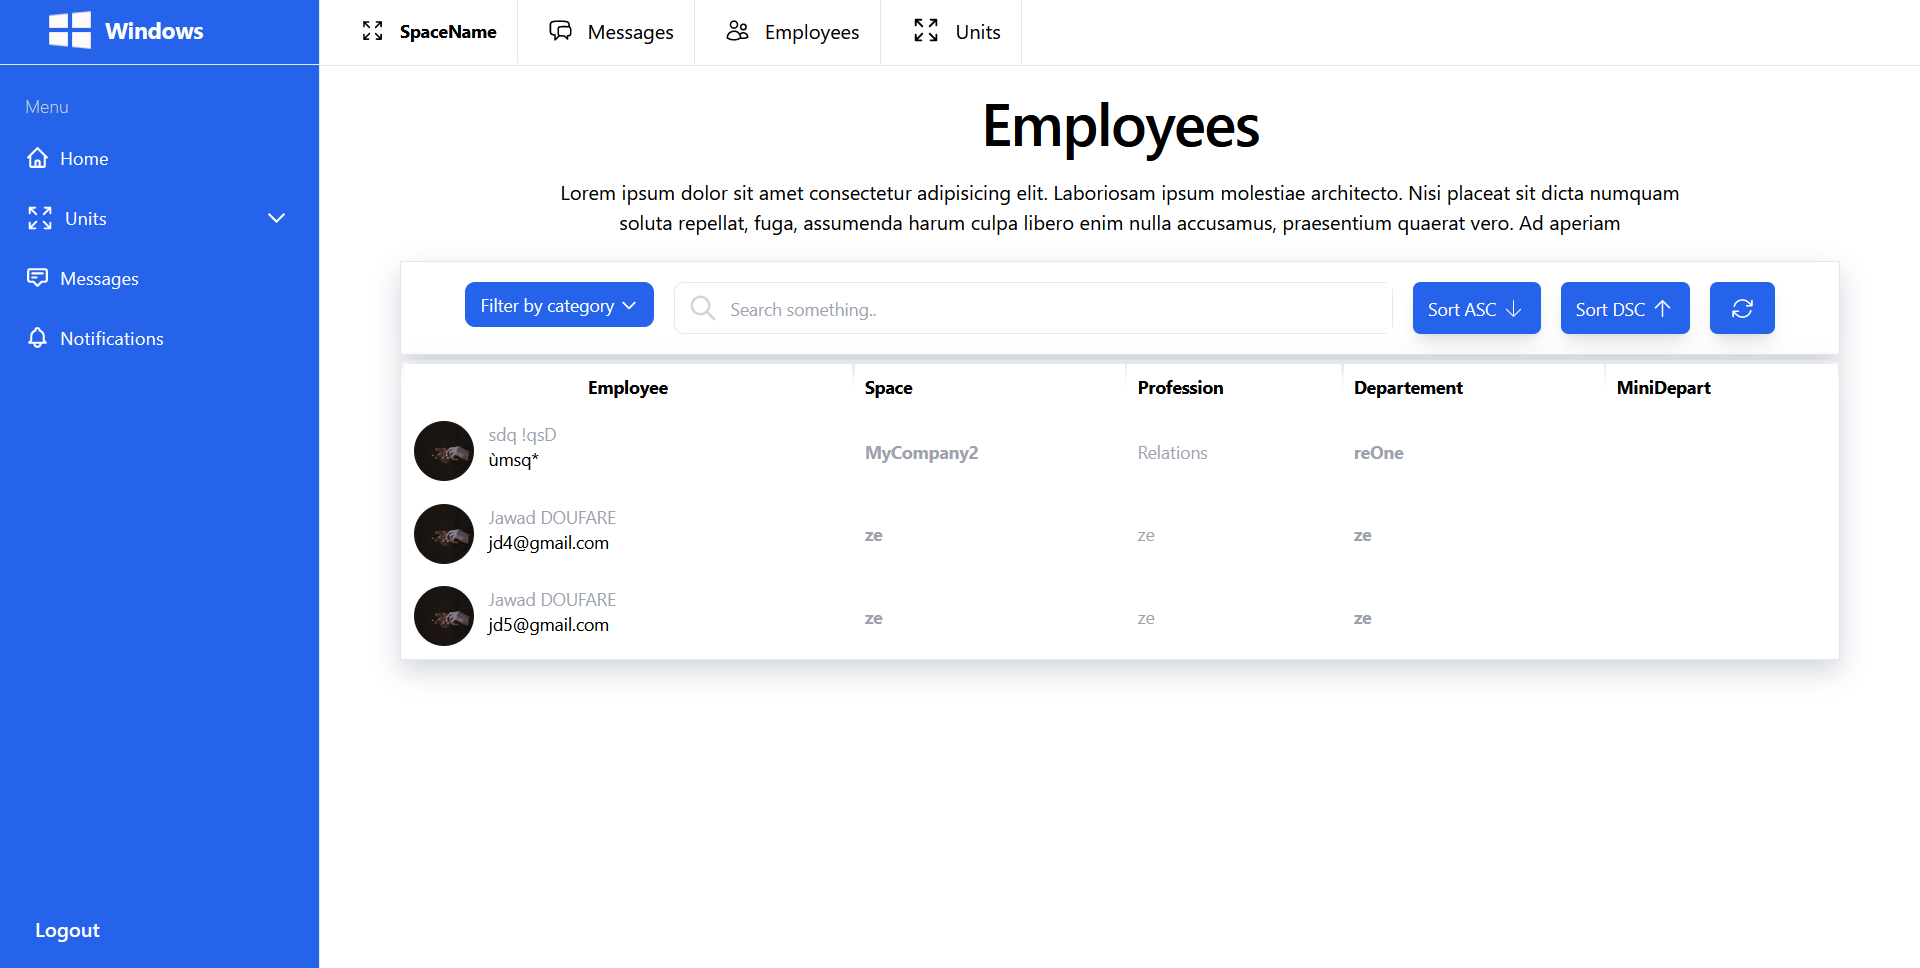 Windows
SpaceName
Messages
Employees
Units
Menu
Home
Units
Messages
Notifications
Logout
Employees
Lorem ipsum dolor sit amet consectetur adipisicing elit. Laboriosam ipsum molestiae architecto. Nisi placeat sit dicta numquam
soluta repellat, fuga, assumenda harum culpa libero enim nulla accusamus, praesentium quaerat vero. Ad aperiam
Filter by category
Search something..
Sort ASC
Sort DSC
Employee Space Profession Departement MiniDepart
sdq !qsD
ùmsq*
MyCompany2 Relations reOne
Jawad DOUFARE
jd4@gmail.com
ze ze ze
Jawad DOUFARE
jd5@gmail.com
ze ze ze